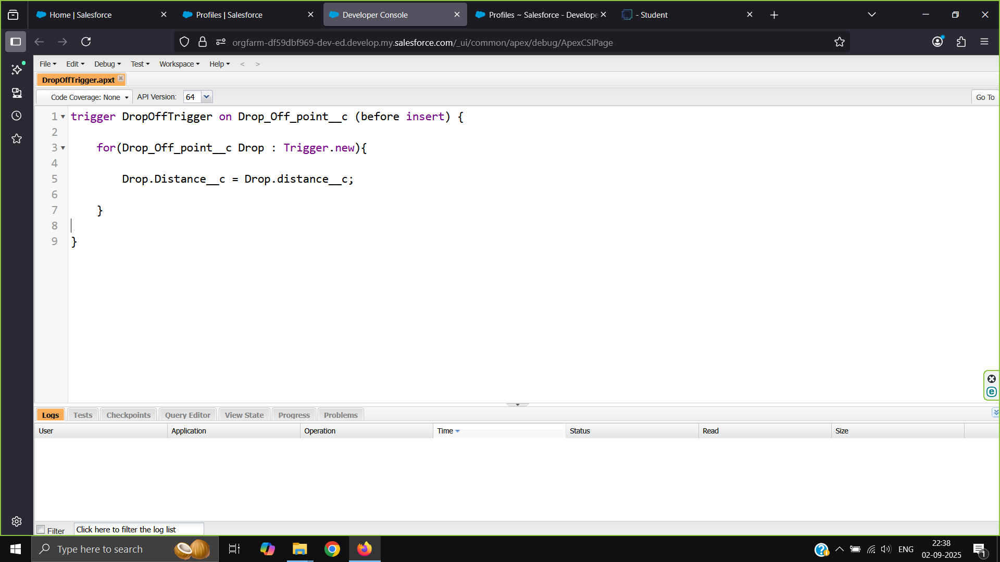 Home | Salesforce
Profiles | Salesforce
Developer Console
Profiles ~ Salesforce - Develope
- Student
orgfarm-df59dbf969-dev-ed.develop.my.salesforce.com/_ui/common/apex/debug/ApexCSIPage
File Edit Debug Test Workspace Help < >
DropOffTrigger.apxt
Code Coverage: None API Version: 64 Go To
1 trigger DropOffTrigger on Drop_Off_point__c (before insert) {
2
3 for(Drop_Off_point__c Drop : Trigger.new){
4
5 Drop.Distance__c = Drop.distance__c;
6
7 }
8
9 }
Logs Tests Checkpoints Query Editor View State Progress Problems
User Application Operation Time Status Read Size
Filter Click here to filter the log list
Type here to search
ENG
22:38
02-09-2025
1